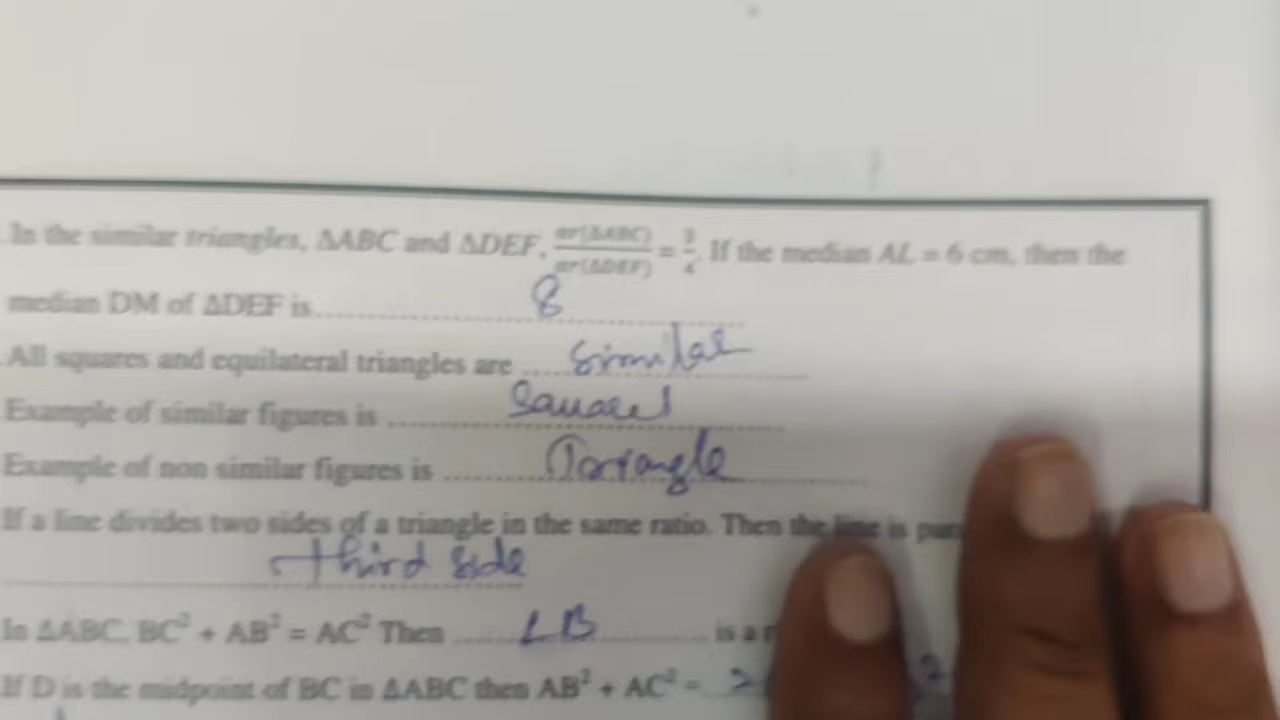 In the similar triangles, ΔABC and ΔDEF, ar(ΔABC)/ar(ΔDEF) = 3/4. If the median AL = 6 cm, then the
median DM of ΔDEF is 8
All squares and equilateral triangles are similar
Example of similar figures is
Example of non similar figures is Triangle
If a line divides two sides of a triangle in the same ratio. Then the line is
third side
In ΔABC, BC² + AB² = AC² Then ∠B is a
If D is the midpoint of BC in ΔABC then AB² + AC² = 2